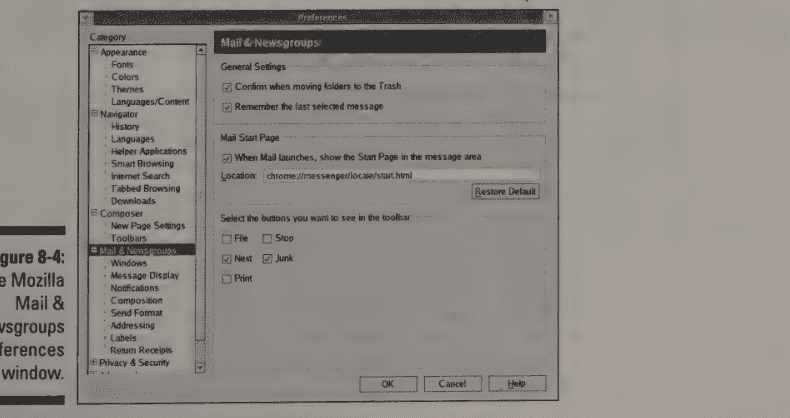 Preferences
Category
Appearance
Fonts
Colors
Themes
Languages/Content
Navigator
History
Languages
Helper Applications
Smart Browsing
Internet Search
Tabbed Browsing
Downloads
Composer
New Page Settings
Toolbars
Mail & Newsgroups
Windows
Message Display
Notifications
Composition
Send Format
Addressing
Labels
Return Receipts
Privacy & Security
Mail & Newsgroups
General Settings
Confirm when moving folders to the Trash
Remember the last selected message
Mail Start Page
When Mail launches, show the Start Page in the message area
Location: chrome://messenger/locale/start.html
Restore Default
Select the buttons you want to see in the toolbar
File Stop
Next Junk
Print
OK Cancel Help
gure 8-4:
e Mozilla
Mail &
wsgroups
ferences
window.